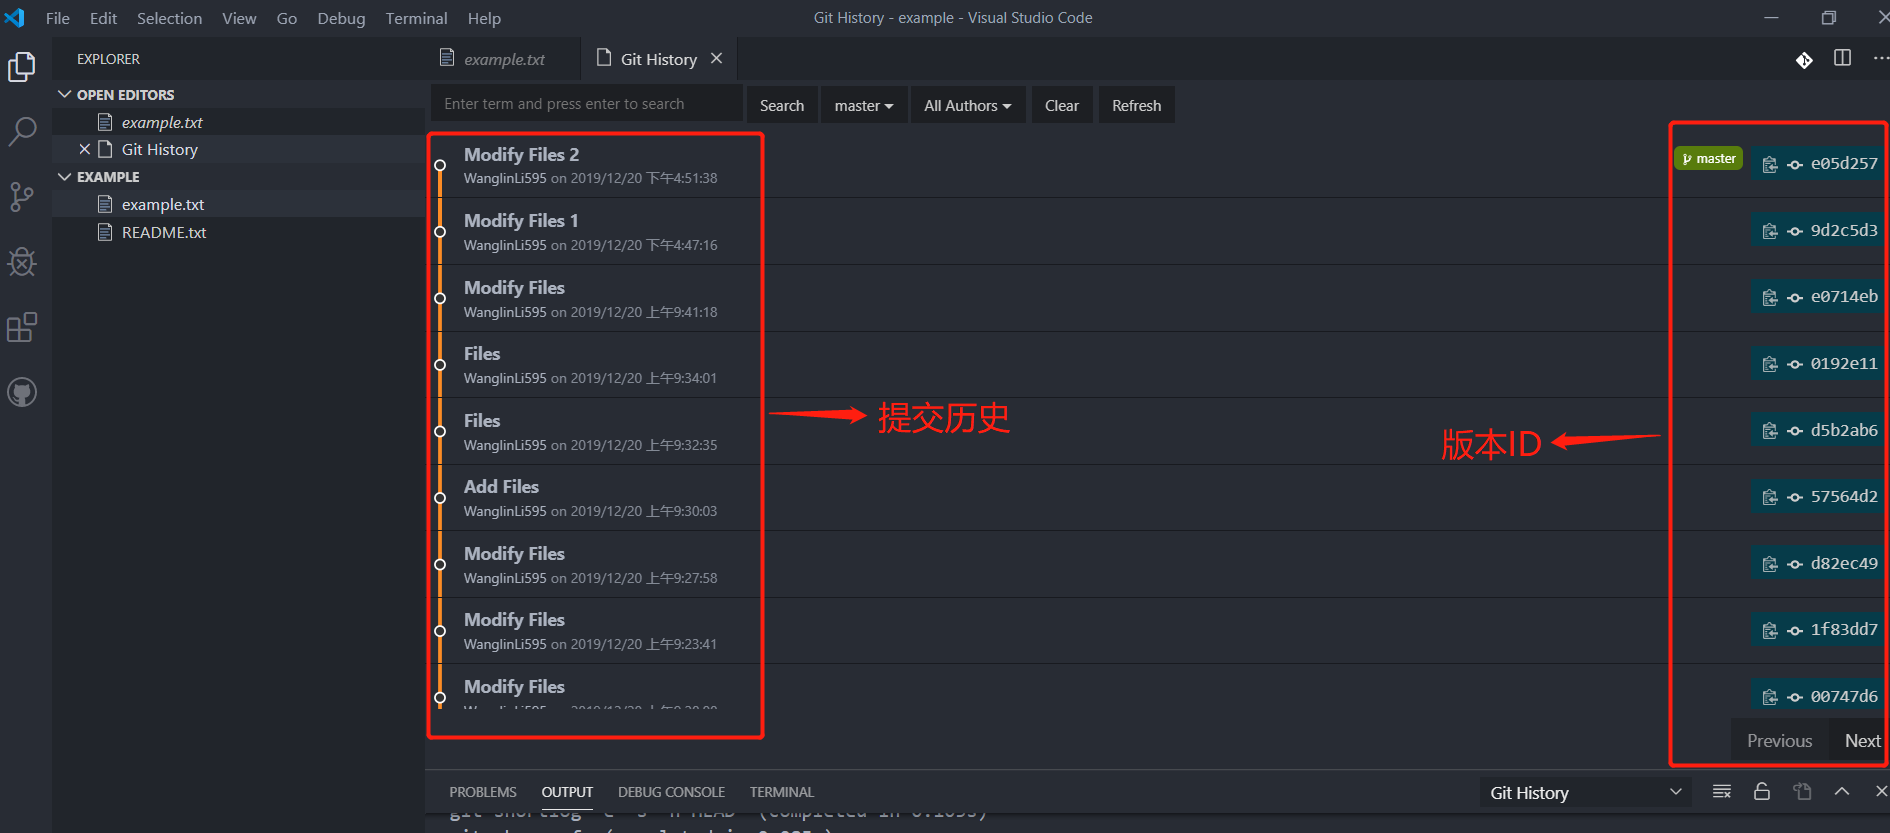 File Edit Selection View Go Debug Terminal Help
Git History - example - Visual Studio Code
EXPLORER
OPEN EDITORS
example.txt
Git History
EXAMPLE
example.txt
README.txt
example.txt
Git History
Enter term and press enter to search
Search
master
All Authors
Clear
Refresh
Modify Files 2
WanglinLi595 on 2019/12/20 下午4:51:38
master
e05d257
Modify Files 1
WanglinLi595 on 2019/12/20 下午4:47:16
9d2c5d3
Modify Files
WanglinLi595 on 2019/12/20 上午9:41:18
e0714eb
Files
WanglinLi595 on 2019/12/20 上午9:34:01
0192e11
Files
WanglinLi595 on 2019/12/20 上午9:32:35
d5b2ab6
提交历史
版本ID
Add Files
WanglinLi595 on 2019/12/20 上午9:30:03
57564d2
Modify Files
WanglinLi595 on 2019/12/20 上午9:27:58
d82ec49
Modify Files
WanglinLi595 on 2019/12/20 上午9:23:41
1f83dd7
Modify Files
00747d6
Previous
Next
PROBLEMS OUTPUT DEBUG CONSOLE TERMINAL
Git History